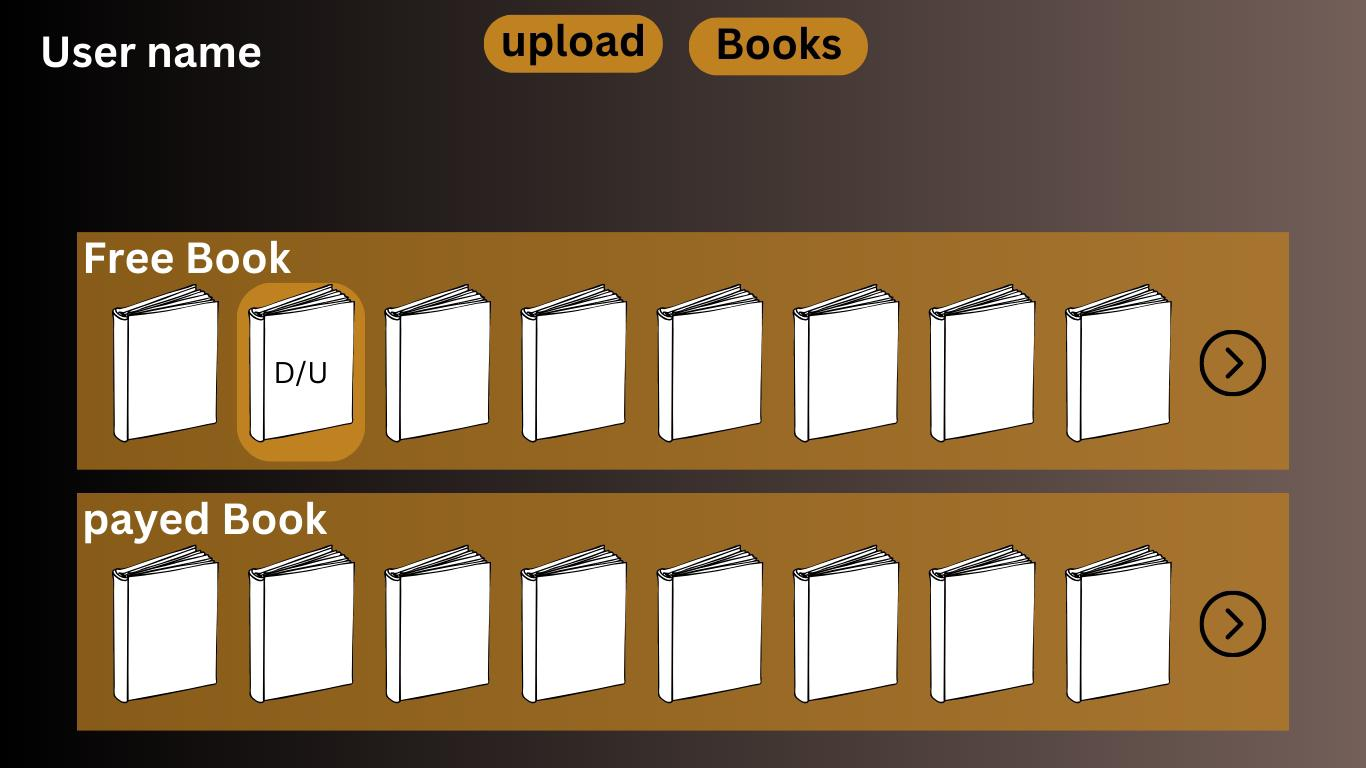 User name
upload
Books
Free Book
D/U
payed Book